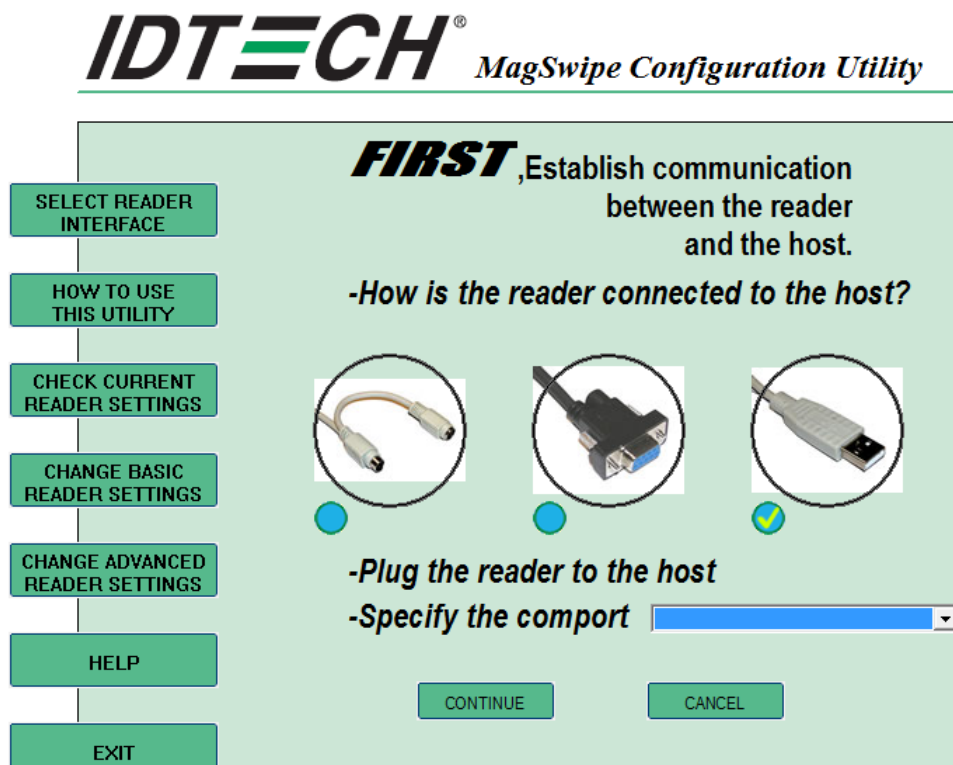 IDTECH®
MagSwipe Configuration Utility
FIRST ,Establish communication
between the reader
and the host.
-How is the reader connected to the host?
-Plug the reader to the host
-Specify the comport
CONTINUE
CANCEL
SELECT READER
INTERFACE
HOW TO USE
THIS UTILITY
CHECK CURRENT
READER SETTINGS
CHANGE BASIC
READER SETTINGS
CHANGE ADVANCED
READER SETTINGS
HELP
EXIT